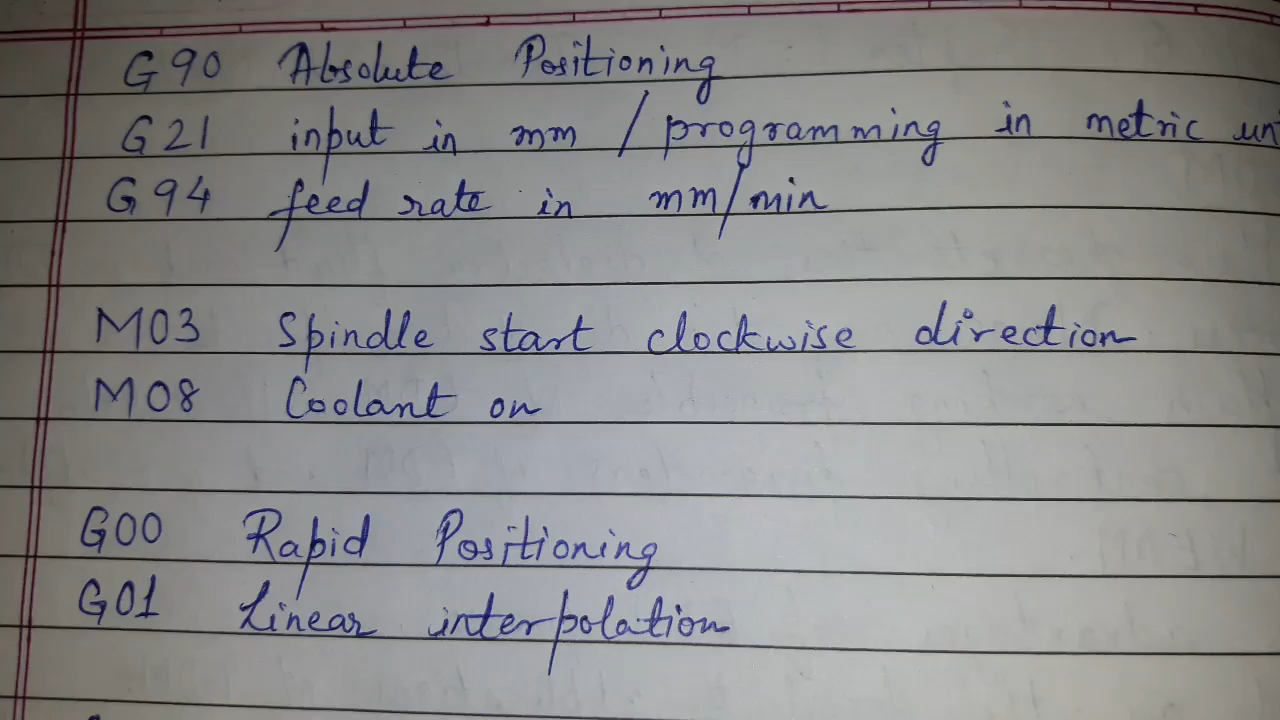 G90 Absolute Positioning
G21 input in mm / programming in metric un
G94 feed rate in mm/min
M03 Spindle start clockwise direction
M08 Coolant on
G00 Rapid Positioning
G01 Linear interpolation